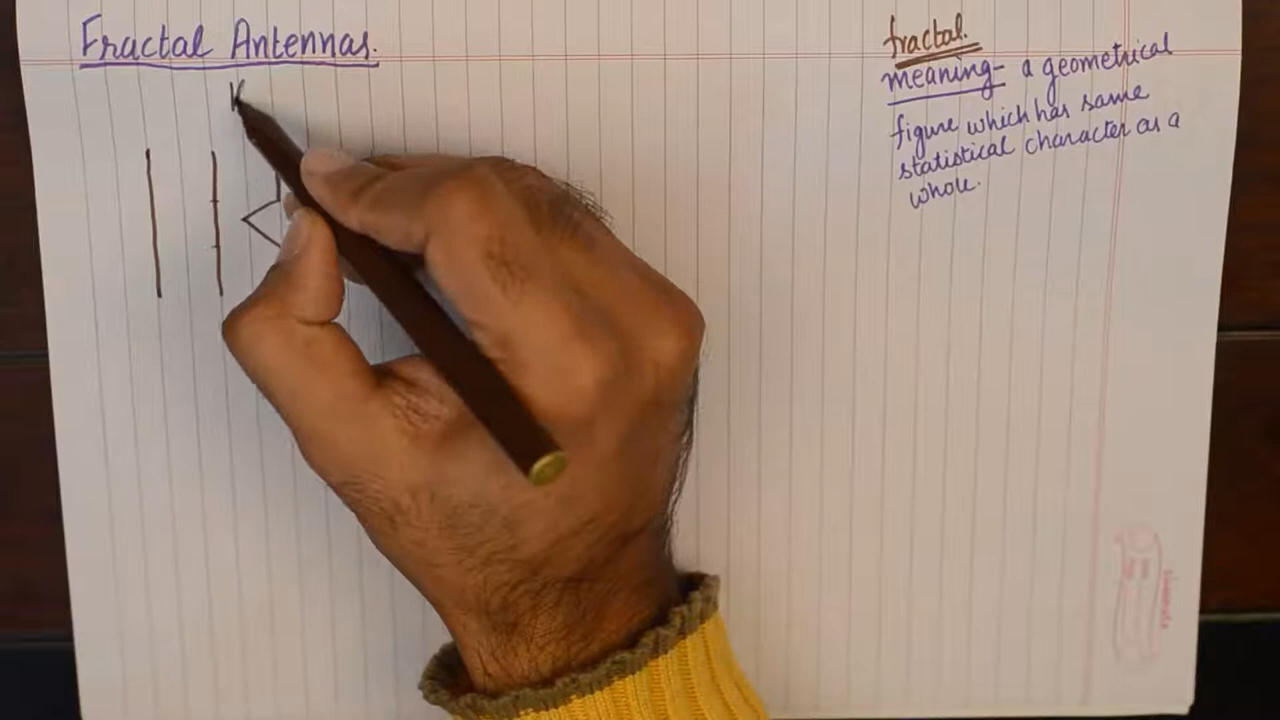 Fractal Antennas.
K
fractal.
meaning- a geometrical
figure which has same
statistical character as a
whole.